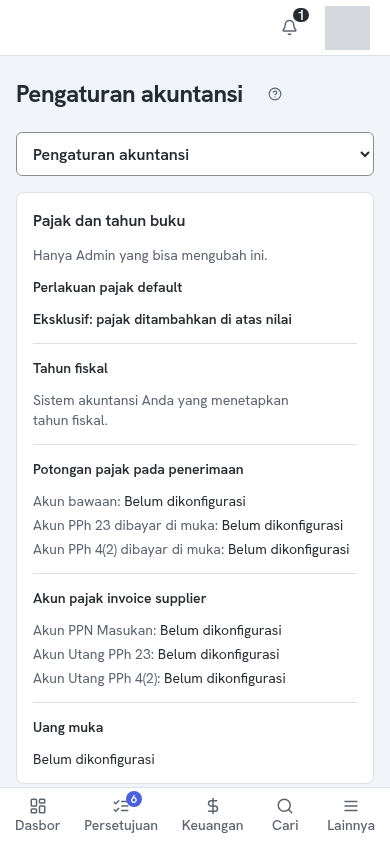 1
Pengaturan akuntansi
Pengaturan akuntansi
Pajak dan tahun buku
Hanya Admin yang bisa mengubah ini.
Perlakuan pajak default
Eksklusif: pajak ditambahkan di atas nilai
Tahun fiskal
Sistem akuntansi Anda yang menetapkan
tahun fiskal.
Potongan pajak pada penerimaan
Akun bawaan: Belum dikonfigurasi
Akun PPh 23 dibayar di muka: Belum dikonfigurasi
Akun PPh 4(2) dibayar di muka: Belum dikonfigurasi
Akun pajak invoice supplier
Akun PPN Masukan: Belum dikonfigurasi
Akun Utang PPh 23: Belum dikonfigurasi
Akun Utang PPh 4(2): Belum dikonfigurasi
Uang muka
Belum dikonfigurasi
6
Dasbor Persetujuan Keuangan Cari Lainnya